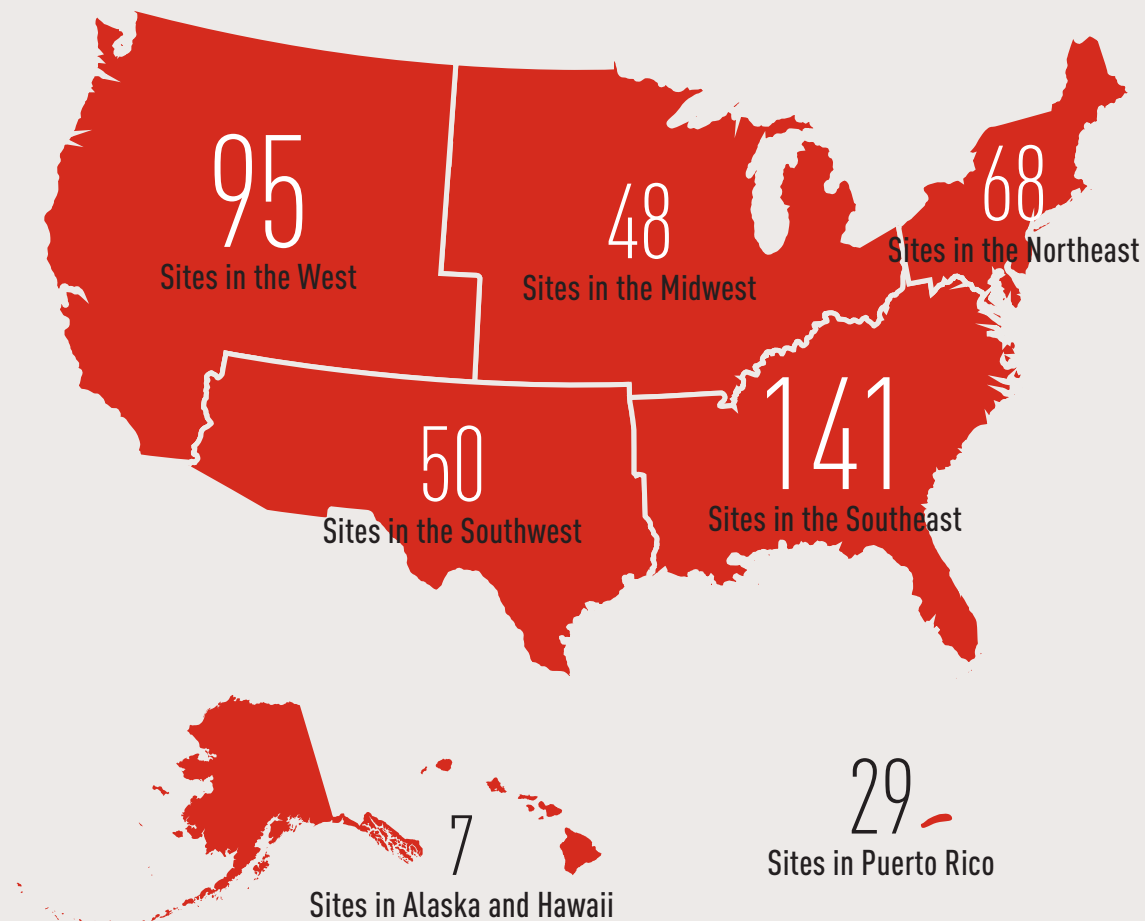 95
Sites in the West
48
Sites in the Midwest
68
Sites in the Northeast
50
Sites in the Southwest
141
Sites in the Southeast
7
Sites in Alaska and Hawaii
29
Sites in Puerto Rico